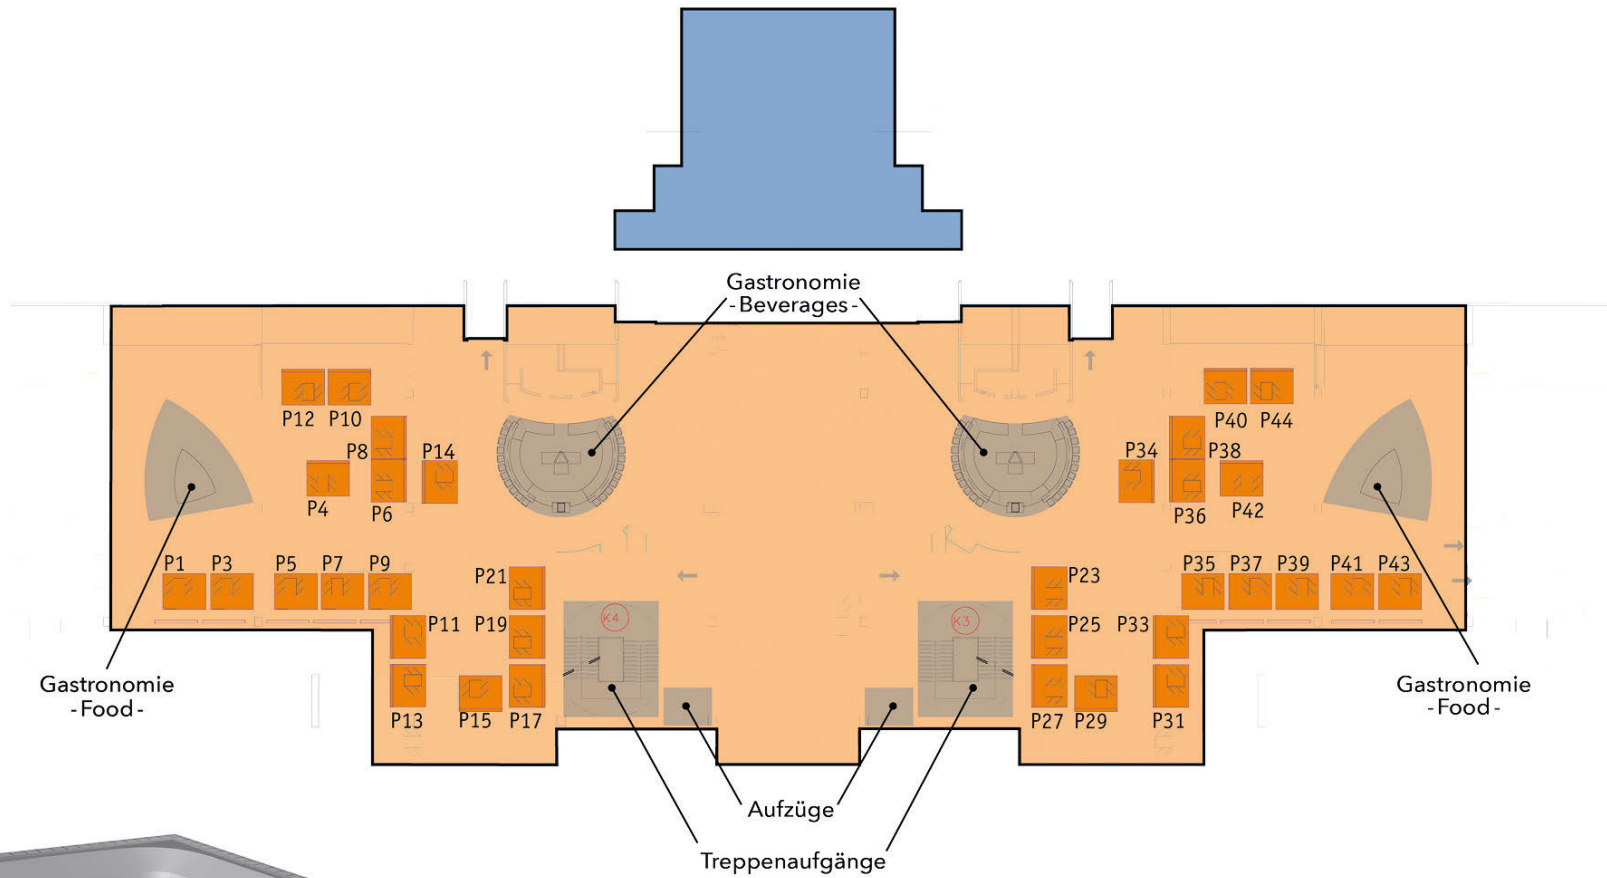 Gastronomie
-Beverages-
P12 P10
P8 P14
P4 P6
P34 P38
P40 P44
P36 P42
P1 P3 P5 P7 P9
P21
P11 P19
P13 P15 P17
K4
K3
P23
P25 P33
P27 P29 P31
P35 P37 P39 P41 P43
Gastronomie
-Food-
Gastronomie
-Food-
Aufzüge
Treppenaufgänge